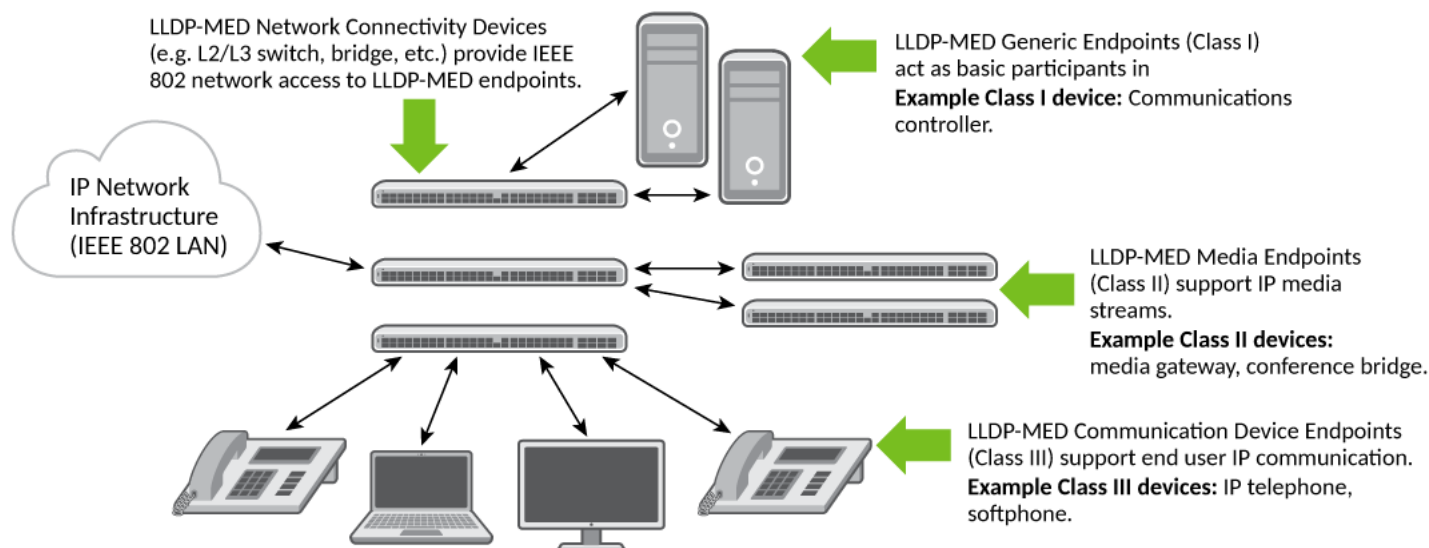 LLDP-MED Network Connectivity Devices
(e.g. L2/L3 switch, bridge, etc.) provide IEEE
802 network access to LLDP-MED endpoints.
LLDP-MED Generic Endpoints (Class I)
act as basic participants in
Example Class I device: Communications
controller.
IP Network
Infrastructure
(IEEE 802 LAN)
LLDP-MED Media Endpoints
(Class II) support IP media
streams.
Example Class II devices:
media gateway, conference bridge.
LLDP-MED Communication Device Endpoints
(Class III) support end user IP communication.
Example Class III devices: IP telephone,
softphone.